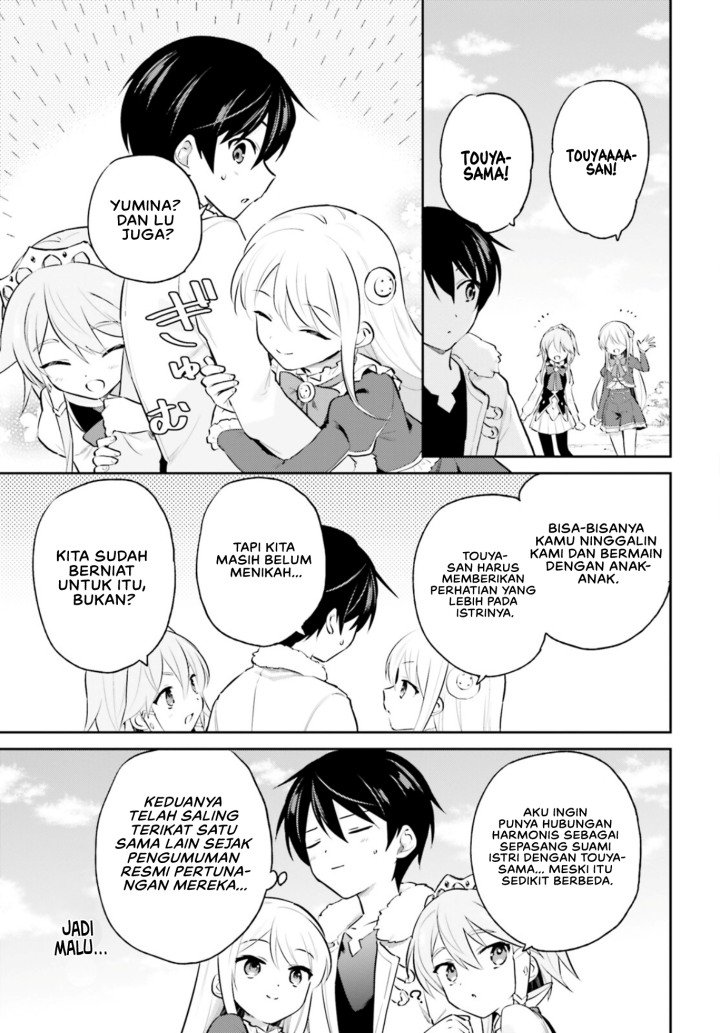 TOUYAAAA-
SAN!
TOUYA-
SAMA!
YUMINA?
DAN LU
JUGA?
ぎゅむ
BISA-BISANYA
KAMU NINGGALIN
KAMI DAN BERMAIN
DENGAN ANAK-
ANAK.
TOUYA-
SAN HARUS
MEMBERIKAN
PERHATIAN YANG
LEBIH PADA
ISTRINYA.
TAPI KITA
MASIH BELUM
MENIKAH...
KITA SUDAH
BERNIAT
UNTUK ITU,
BUKAN?
AKU INGIN
PUNYA HUBUNGAN
HARMONIS SEBAGAI
SEPASANG SUAMI
ISTRI DENGAN TOUYA-
SAMA... MESKI ITU
SEDIKIT BERBEDA.
??
KEDUANYA
TELAH SALING
TERIKAT SATU
SAMA LAIN SEJAK
PENGUMUMAN
RESMI PERTUNA-
NGAN MEREKA...
JADI
MALU...